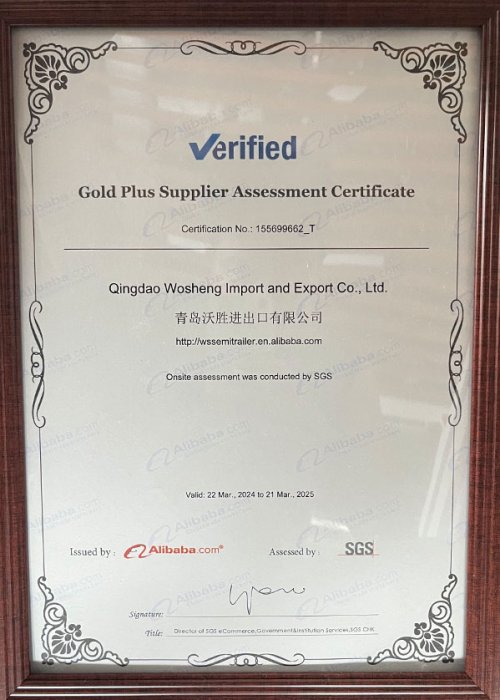 Verified
Gold Plus Supplier Assessment Certificate
Certification No.: 155699662_T
Qingdao Wosheng Import and Export Co., Ltd.
青岛沃胜进出口有限公司
http://wssemitrailer.en.alibaba.com
Onsite assessment was conducted by SGS
Valid: 22 Mar., 2024 to 21 Mar., 2025
Issued by : Alibaba.com® Assessed by : SGS
Signature:
Title: Director of SGS eCommerce,Government&Institution Services,SGS CHK